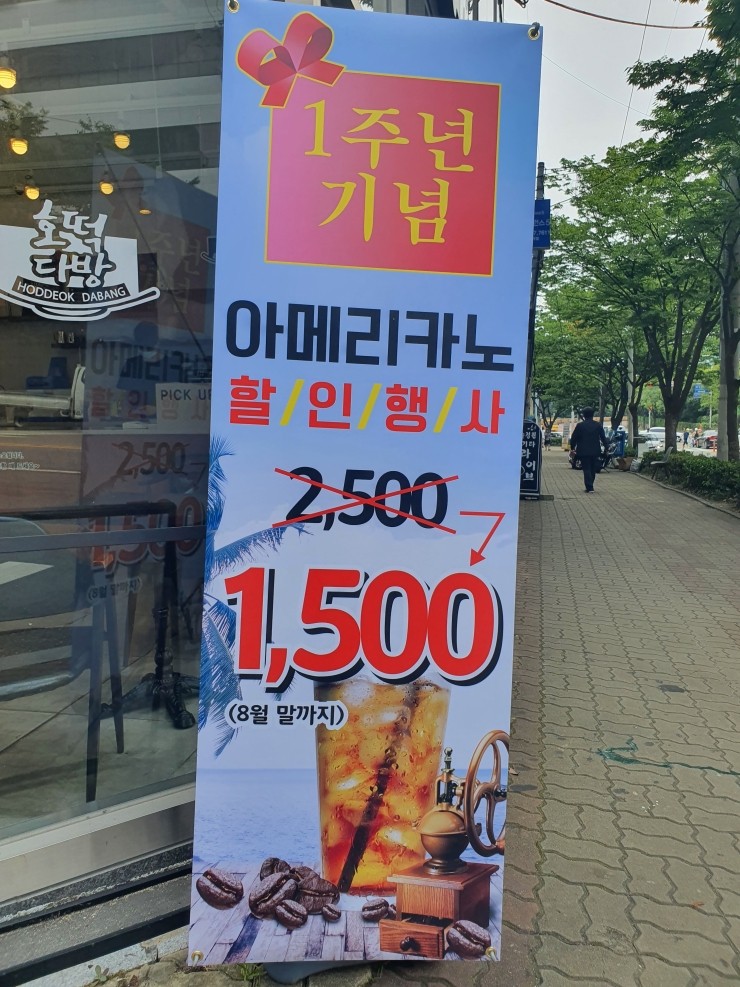 1주년
기념
아메리카노
할/인/행/사
2,500
1,500
(8월 말까지)
호떡
다방
HODDEOK DABANG
PICK UP